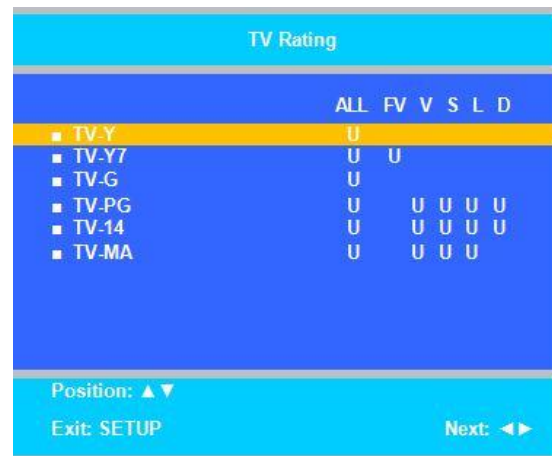 TV Rating
ALL FV V S L D
■ TV-Y U
■ TV-Y7 U U
■ TV-G U
■ TV-PG U U U U U
■ TV-14 U U U U U
■ TV-MA U U U U
Position: ▲▼
Exit: SETUP Next: ◄►